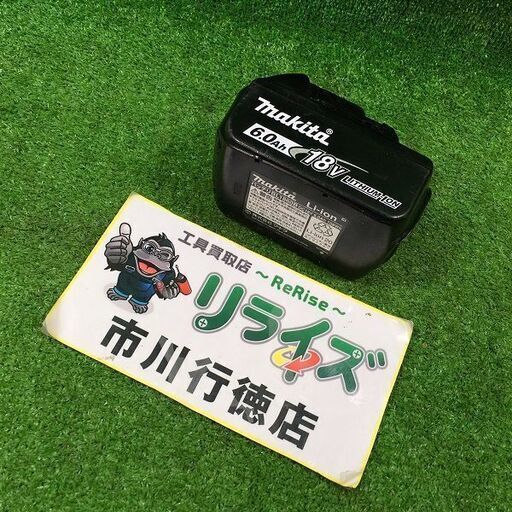 makita
6.0Ah 18V LITHIUM-ION
makita Li-ion
工具買取店
～ReRise～
リライズ
市川行徳店